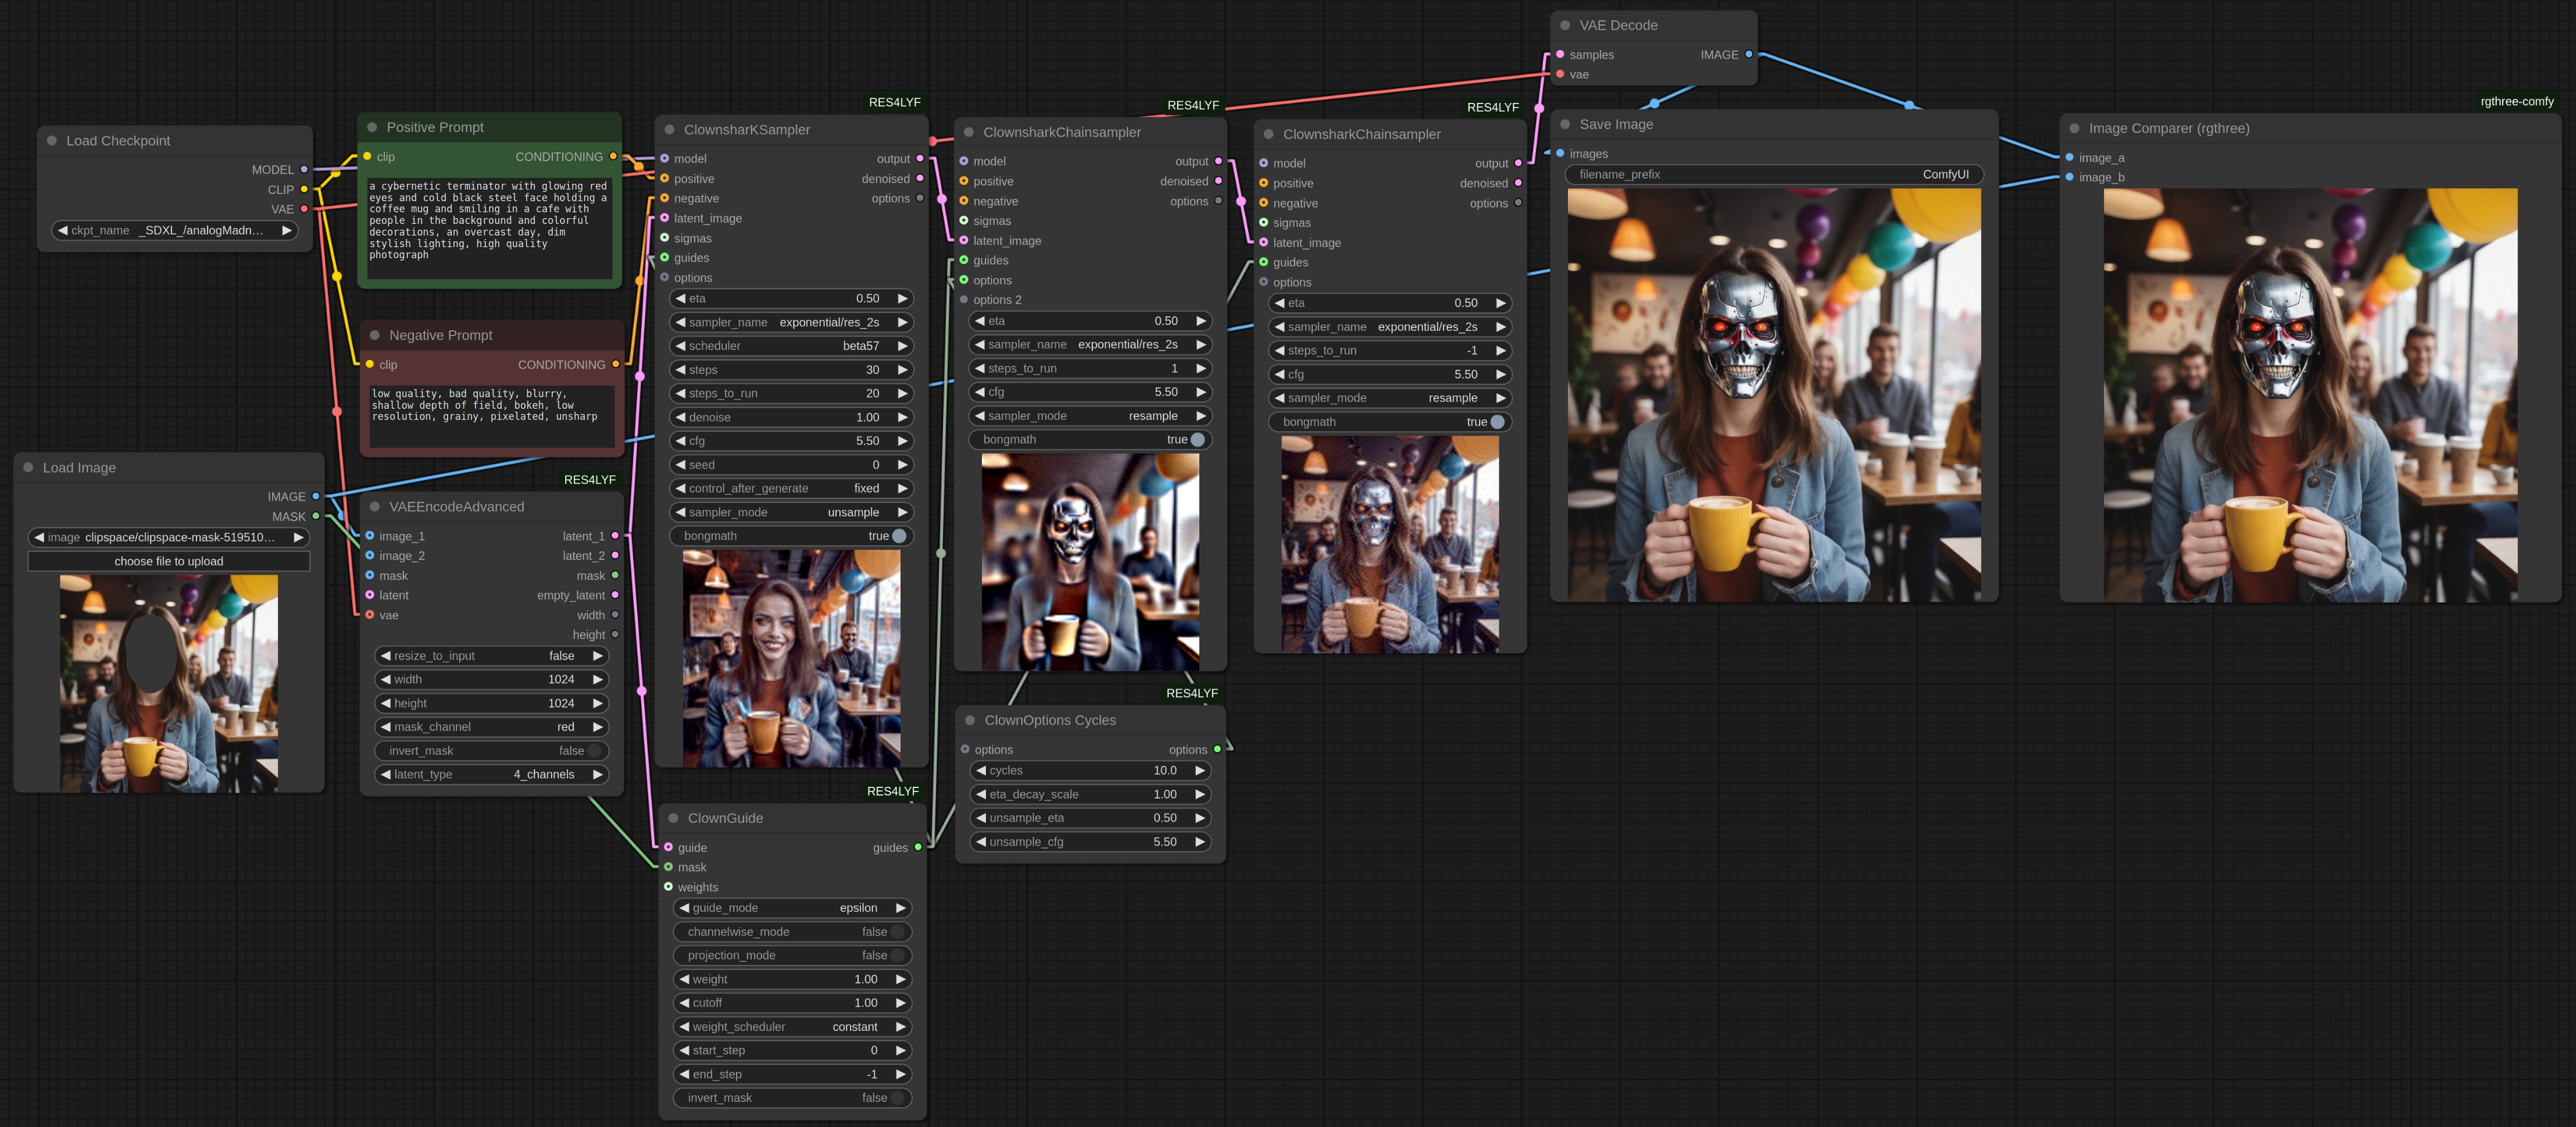 Load Checkpoint
MODEL
CLIP
VAE
ckpt_name _SDXL_/analogMadn...
Positive Prompt
clip CONDITIONING
a cybernetic terminator with glowing red
eyes and cold black steel face holding a
coffee mug and smiling in a cafe with
people in the background and colorful
decorations, an overcast day, dim
stylish lighting, high quality
photograph
Negative Prompt
clip CONDITIONING
low quality, bad quality, blurry,
shallow depth of field, bokeh, low
resolution, grainy, pixelated, unsharp
Load Image
IMAGE
MASK
image clipspace/clipspace-mask-519510...
choose file to upload
RES4LYF
VAEEncodeAdvanced
image_1 latent_1
image_2 latent_2
mask mask
latent empty_latent
vae width
height
resize_to_input false
width 1024
height 1024
mask_channel red
invert_mask false
latent_type 4_channels
RES4LYF
ClownsharKSampler
model output
positive denoised
negative options
latent_image
sigmas
guides
options
eta 0.50
sampler_name exponential/res_2s
scheduler beta57
steps 30
steps_to_run 20
denoise 1.00
cfg 5.50
seed 0
control_after_generate fixed
sampler_mode unsample
bongmath true
RES4LYF
ClownGuide
guide guides
mask
weights
guide_mode epsilon
channelwise_mode false
projection_mode false
weight 1.00
cutoff 1.00
weight_scheduler constant
start_step 0
end_step -1
invert_mask false
RES4LYF
ClownsharkChainsampler
model output
positive denoised
negative options
sigmas
latent_image
guides
options
options 2
eta 0.50
sampler_name exponential/res_2s
steps_to_run 1
cfg 5.50
sampler_mode resample
bongmath true
RES4LYF
ClownOptions Cycles
options options
cycles 10.0
eta_decay_scale 1.00
unsample_eta 0.50
unsample_cfg 5.50
RES4LYF
ClownsharkChainsampler
model output
positive denoised
negative options
sigmas
latent_image
guides
options
eta 0.50
sampler_name exponential/res_2s
steps_to_run -1
cfg 5.50
sampler_mode resample
bongmath true
VAE Decode
samples IMAGE
vae
Save Image
images
filename_prefix ComfyUI
rgthree-comfy
Image Comparer (rgthree)
image_a
image_b